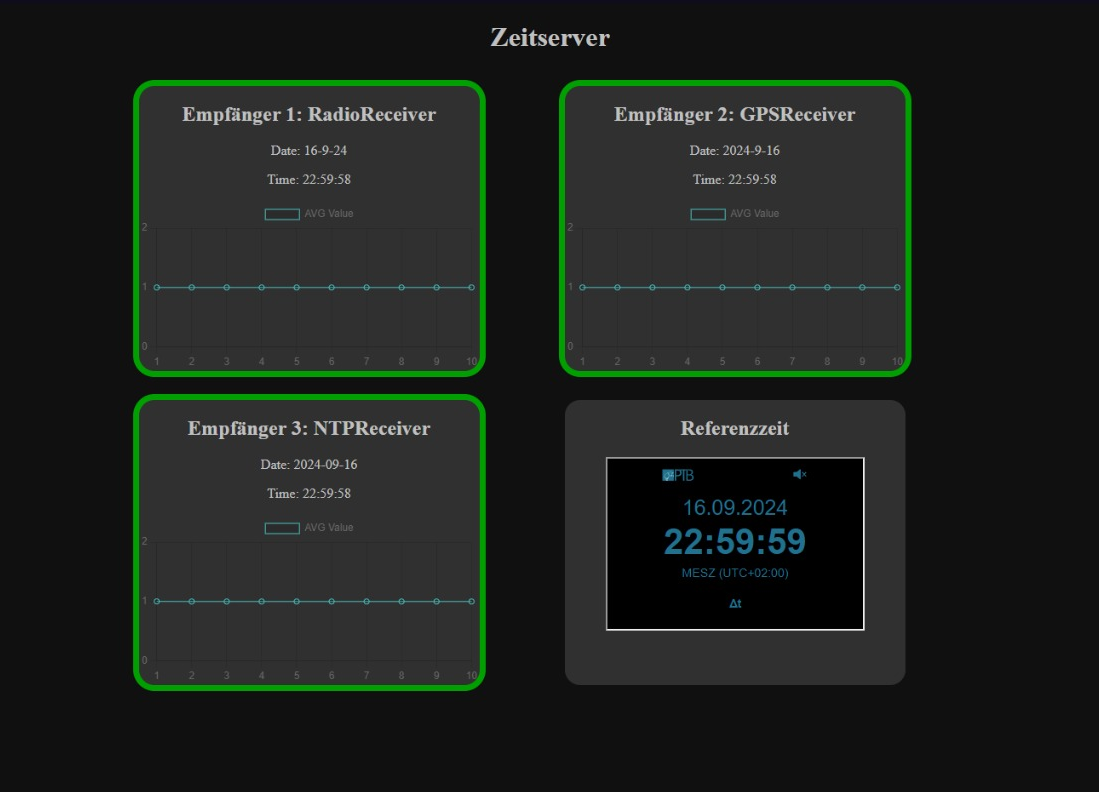 Zeitserver
Empfänger 1: RadioReceiver
Date: 16-9-24
Time: 22:59:58
AVG Value
2
1
0
1 2 3 4 5 6 7 8 9 10
Empfänger 2: GPSReceiver
Date: 2024-9-16
Time: 22:59:58
AVG Value
2
1
0
1 2 3 4 5 6 7 8 9 10
Empfänger 3: NTPReceiver
Date: 2024-09-16
Time: 22:59:58
AVG Value
2
1
0
1 2 3 4 5 6 7 8 9 10
Referenzzeit
PTB
16.09.2024
22:59:59
MESZ (UTC+02:00)
Δt